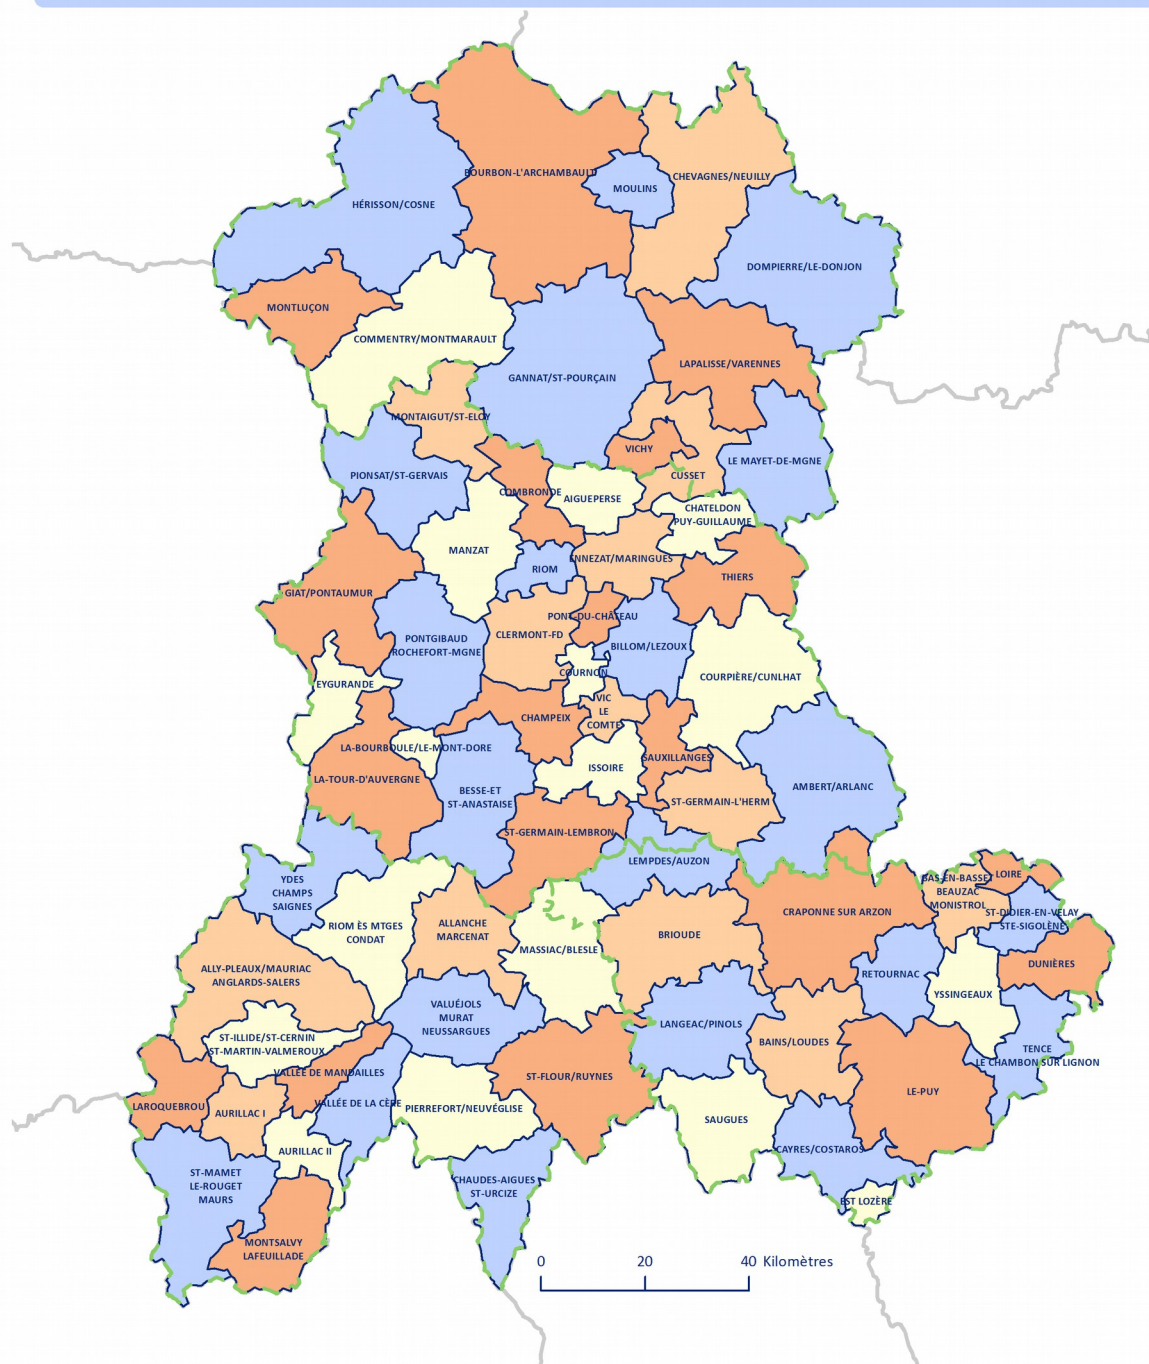 BOURBON-L'ARCHAMBAULT
MOULINS
CHEVAGNES/NEUILLY
HÉRISSON/COSNE
DOMPIERRE/LE-DONJON
MONTLUÇON
COMMENTRY/MONTMARAULT
LAPALISSE/VARENNES
GANNAT/ST-POURÇAIN
MONTAIGUT/ST-ELOY
VICHY
LE MAYET-DE-MGNE
PIONSAT/ST-GERVAIS
CUSSET
COMBRONDE
AIGUEPERSE
CHATELDON
PUY-GUILLAUME
MANZAT
ENNEZAT/MARINGUES
RIOM
THIERS
GIAT/PONTAUMUR
PONT-DU-CHÂTEAU
CLERMONT-FD
PONTGIBAUD
ROCHEFORT-MGNE
BILLOM/LEZOUX
COURNON
COURPIÈRE/CUNLHAT
EYGURANDE
VIC
LE
COMTE
CHAMPEIX
LA-BOURBOULE/LE-MONT-DORE
SAUXILLANGES
ISSOIRE
LA-TOUR-D'AUVERGNE
BESSE-ET
ST-ANASTAISE
AMBERT/ARLANC
ST-GERMAIN-L'HERM
ST-GERMAIN-LEMBRON
LEMPDES/AUZON
YDES
CHAMPS
SAIGNES
BAS-EN-BASSET
BEAUZAC
MONISTROL
LOIRE
CRAPONNE SUR ARZON
ST-DIDIER-EN-VELAY
STE-SIGOLÈNE
RIOM ÈS MTGES
CONDAT
ALLANCHE
MARCENAT
BRIOUDE
MASSIAC/BLESLE
DUNIÈRES
ALLY-PLEAUX/MAURIAC
ANGLARDS-SALERS
RETOURNAC
YSSINGEAUX
VALUÉJOLS
MURAT
NEUSSARGUES
LANGEAC/PINOLS
ST-ILLIDE/ST-CERNIN
ST-MARTIN-VALMEROUX
BAINS/LOUDES
TENCE
LE CHAMBON SUR LIGNON
VALLÉE DE MANDAILLES
ST-FLOUR/RUYNES
LE-PUY
LAROQUEBROU
AURILLAC I
VALLÉE DE LA CÈRE
PIERREFORT/NEUVÉGLISE
SAUGUES
AURILLAC II
CAYRES/COSTAROS
ST-MAMET
LE-ROUGET
MAURS
CHAUDES-AIGUES
ST-URCIZE
EST LOZÈRE
MONTSALVY
LAFEUILLADE
0 20 40 Kilomètres